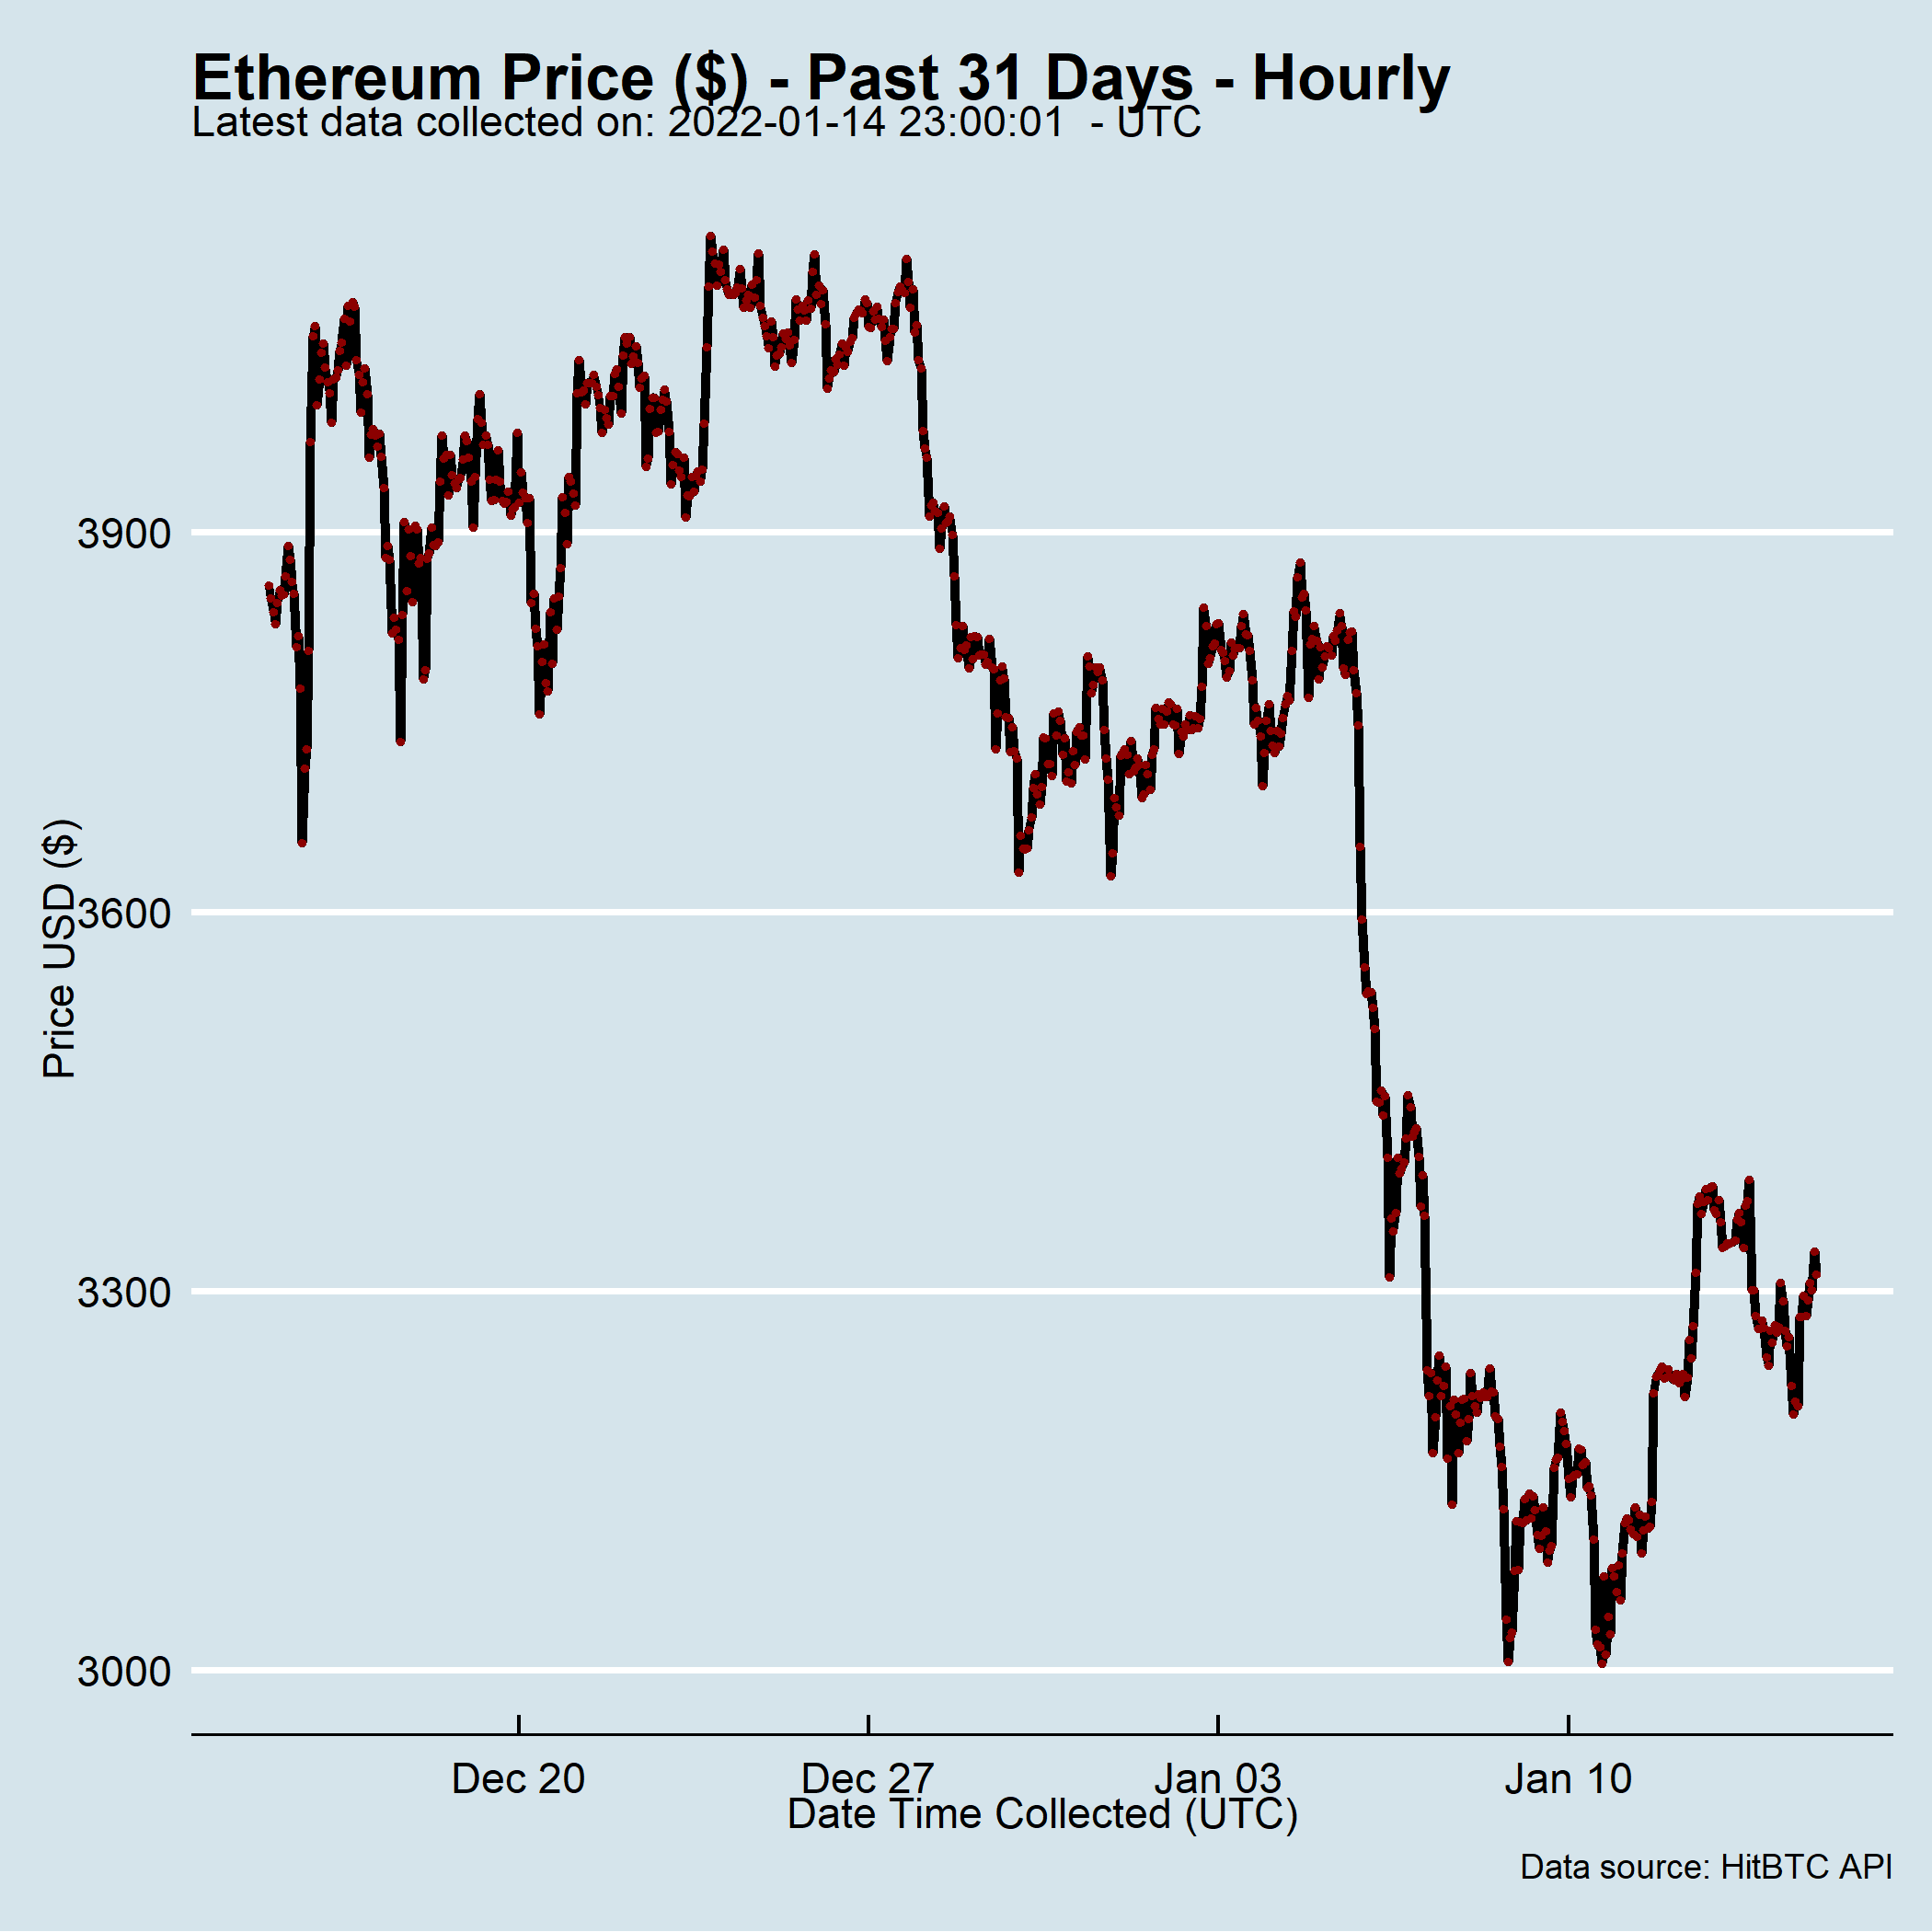 Ethereum Price ($) - Past 31 Days - Hourly
Latest data collected on: 2022-01-14 23:00:01  - UTC
Price USD ($)
3900
3600
3300
3000
Dec 20 Dec 27 Jan 03 Jan 10
Date Time Collected (UTC)
Data source: HitBTC API